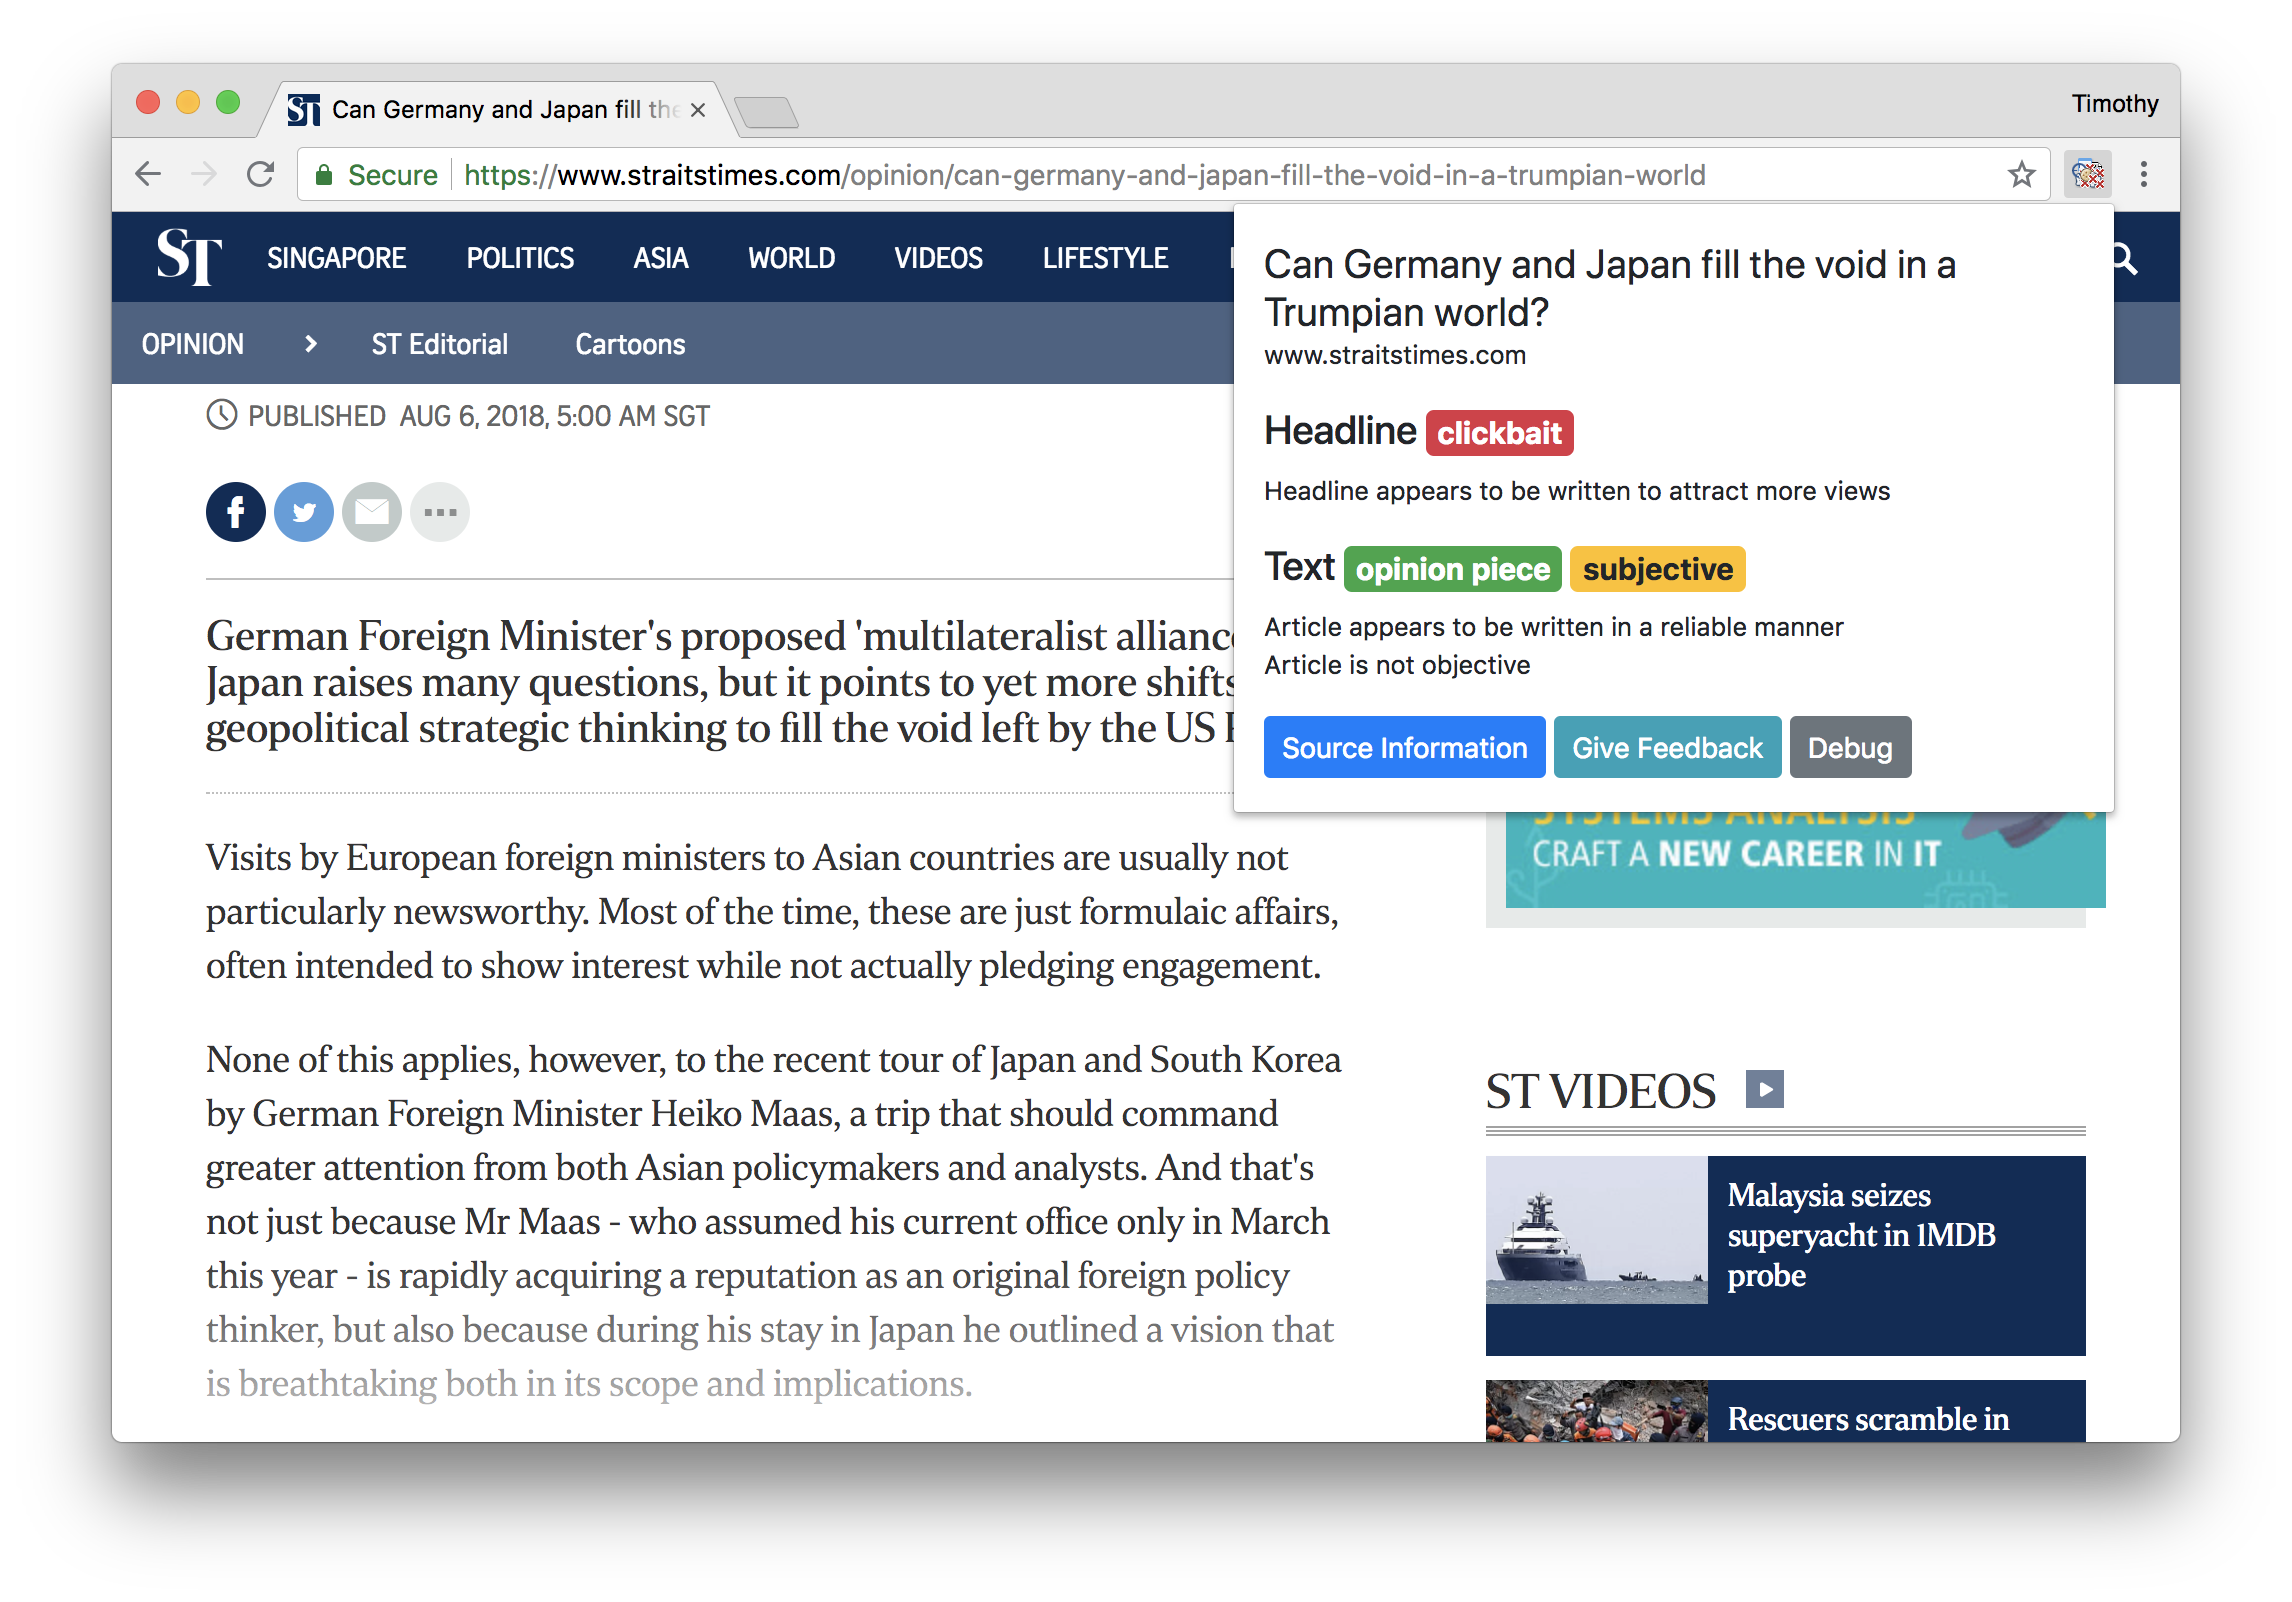 ST Can Germany and Japan fill the
Timothy
Secure https://www.straitstimes.com/opinion/can-germany-and-japan-fill-the-void-in-a-trumpian-world
ST SINGAPORE POLITICS ASIA WORLD VIDEOS LIFESTYLE
OPINION ST Editorial Cartoons
PUBLISHED AUG 6, 2018, 5:00 AM SGT
German Foreign Minister's proposed 'multilateralist
Japan raises many questions, but it points to yet more shifts
geopolitical strategic thinking to fill the void left by the US
Visits by European foreign ministers to Asian countries are usually not
particularly newsworthy. Most of the time, these are just formulaic affairs,
often intended to show interest while not actually pledging engagement.
None of this applies, however, to the recent tour of Japan and South Korea
by German Foreign Minister Heiko Maas, a trip that should command
greater attention from both Asian policymakers and analysts. And that's
not just because Mr Maas - who assumed his current office only in March
this year - is rapidly acquiring a reputation as an original foreign policy
thinker, but also because during his stay in Japan he outlined a vision that
is breathtaking both in its scope and implications.
Can Germany and Japan fill the void in a
Trumpian world?
www.straitstimes.com
Headline clickbait
Headline appears to be written to attract more views
Text opinion piece subjective
Article appears to be written in a reliable manner
Article is not objective
Source Information Give Feedback Debug
SYSTEMS ANALYSIS
CRAFT A NEW CAREER IN IT
ST VIDEOS
Malaysia seizes
superyacht in 1MDB
probe
Rescuers scramble in